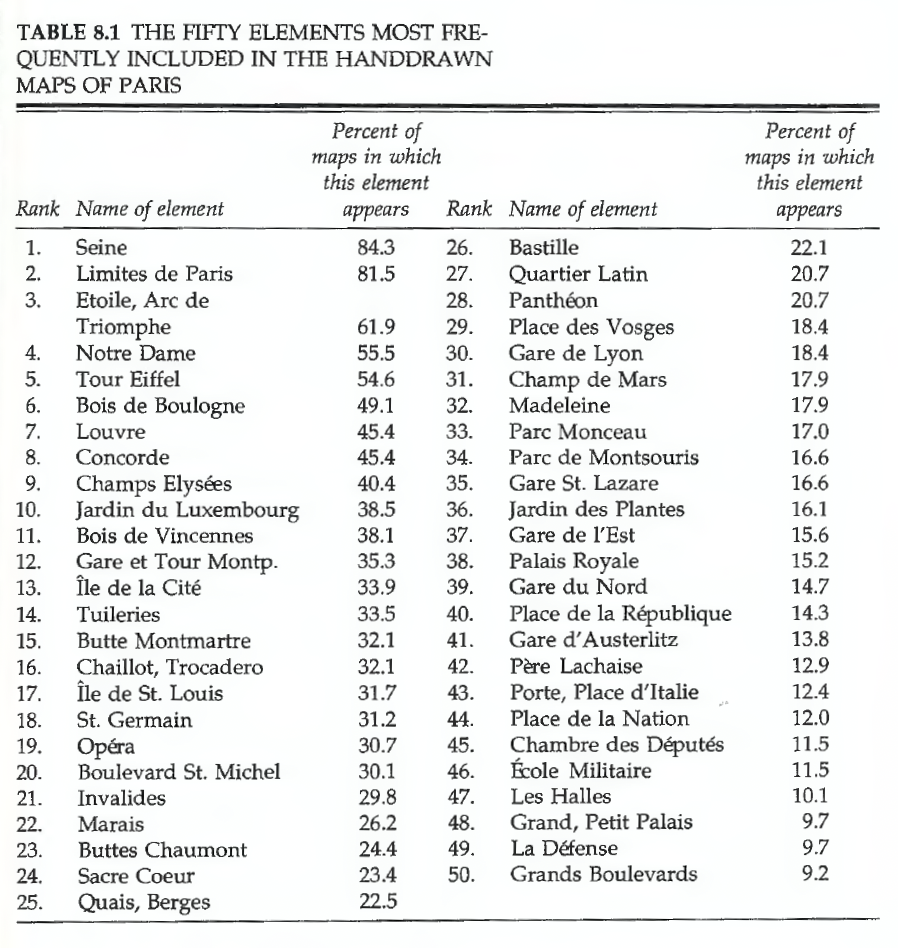 TABLE 8.1 THE FIFTY ELEMENTS MOST FRE-
QUENTLY INCLUDED IN THE HANDDRAWN
MAPS OF PARIS
Percent of Percent of
maps in which maps in which
this element this element
Rank Name of element appears Rank Name of element appears
1. Seine 84.3 26. Bastille 22.1
2. Limites de Paris 81.5 27. Quartier Latin 20.7
3. Etoile, Arc de 28. Panthéon 20.7
Triomphe 61.9 29. Place des Vosges 18.4
4. Notre Dame 55.5 30. Gare de Lyon 18.4
5. Tour Eiffel 54.6 31. Champ de Mars 17.9
6. Bois de Boulogne 49.1 32. Madeleine 17.9
7. Louvre 45.4 33. Parc Monceau 17.0
8. Concorde 45.4 34. Parc de Montsouris 16.6
9. Champs Elysées 40.4 35. Gare St. Lazare 16.6
10. Jardin du Luxembourg 38.5 36. Jardin des Plantes 16.1
11. Bois de Vincennes 38.1 37. Gare de l'Est 15.6
12. Gare et Tour Montp. 35.3 38. Palais Royale 15.2
13. Île de la Cité 33.9 39. Gare du Nord 14.7
14. Tuileries 33.5 40. Place de la République 14.3
15. Butte Montmartre 32.1 41. Gare d'Austerlitz 13.8
16. Chaillot, Trocadero 32.1 42. Père Lachaise 12.9
17. Île de St. Louis 31.7 43. Porte, Place d'Italie 12.4
18. St. Germain 31.2 44. Place de la Nation 12.0
19. Opéra 30.7 45. Chambre des Députés 11.5
20. Boulevard St. Michel 30.1 46. École Militaire 11.5
21. Invalides 29.8 47. Les Halles 10.1
22. Marais 26.2 48. Grand, Petit Palais 9.7
23. Buttes Chaumont 24.4 49. La Défense 9.7
24. Sacre Coeur 23.4 50. Grands Boulevards 9.2
25. Quais, Berges 22.5